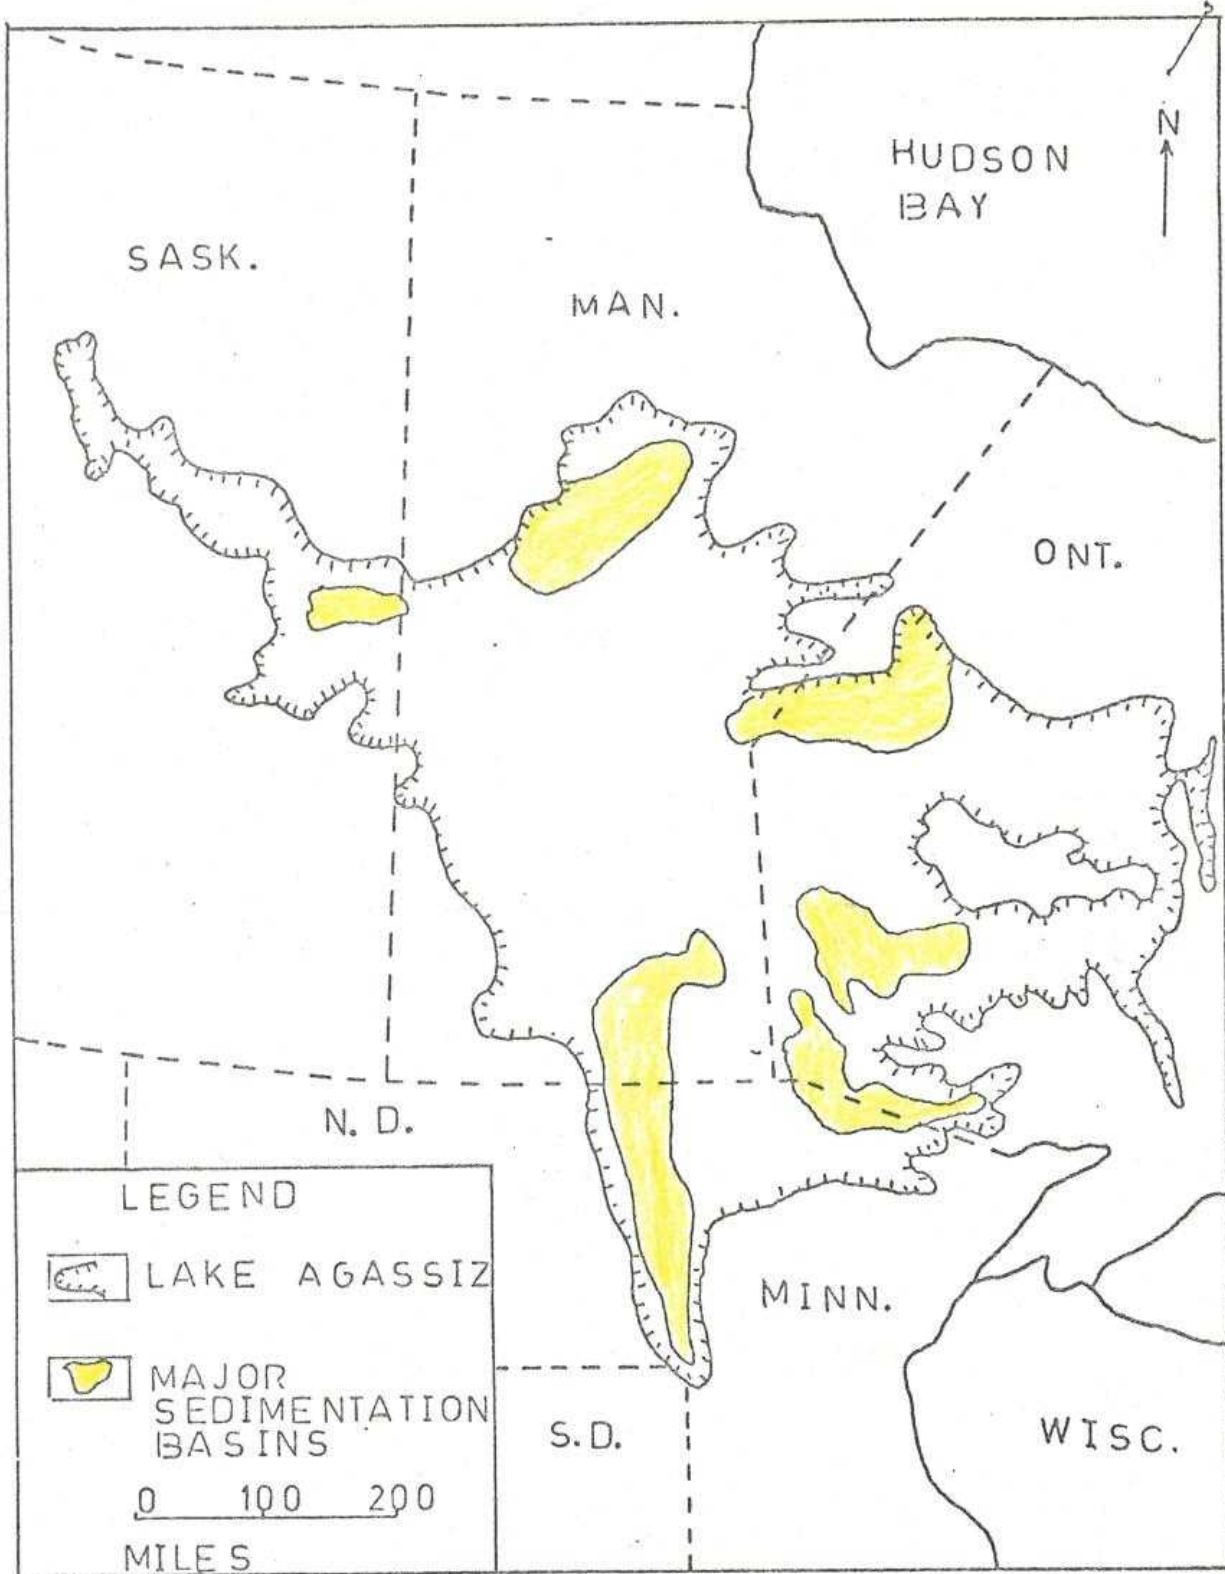 N
HUDSON
BAY
SASK.
MAN.
ONT.
N. D.
LEGEND
LAKE AGASSIZ
MAJOR
SEDIMENTATION
BASINS
0 100 200
MILES
MINN.
S.D.
WISC.